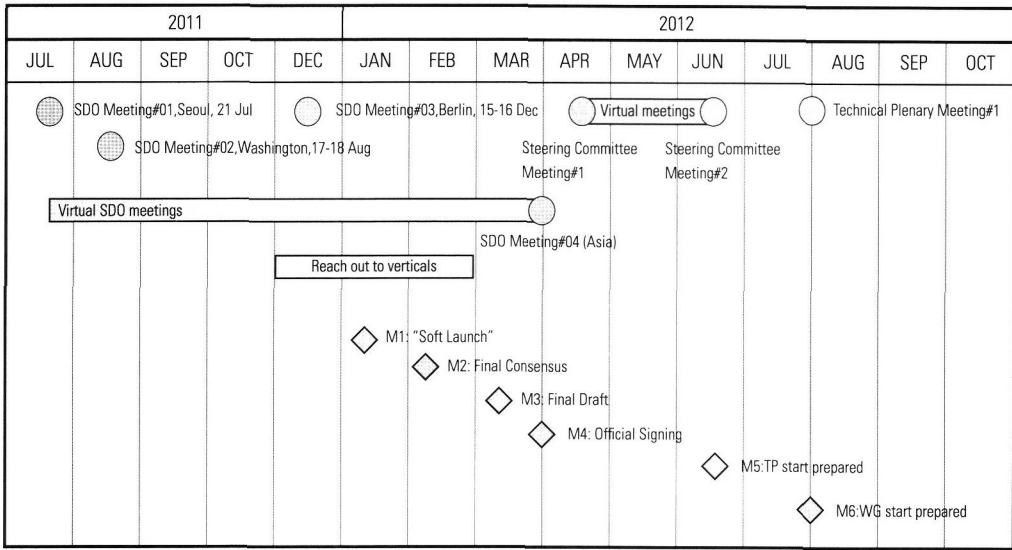 2011
2012
JUL AUG SEP OCT DEC JAN FEB MAR APR MAY JUN JUL AUG SEP OCT
SDO Meeting#01,Seoul, 21 Jul
SDO Meeting#03,Berlin, 15-16 Dec
Virtual meetings
Technical Plenary Meeting#1
SDO Meeting#02,Washington,17-18 Aug
Steering Committee
Meeting#1
Steering Committee
Meeting#2
Virtual SDO meetings
SDO Meeting#04 (Asia)
Reach out to verticals
M1: “Soft Launch”
M2: Final Consensus
M3: Final Draft
M4: Official Signing
M5:TP start prepared
M6:WG start prepared